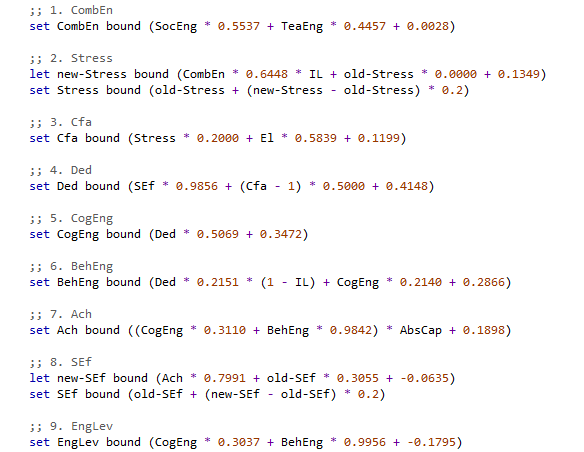 ;; 1. CombEn
set CombEn bound (SocEng * 0.5537 + TeaEng * 0.4457 + 0.0028)
;; 2. Stress
let new-Stress bound (CombEn * 0.6448 * IL + old-Stress * 0.0000 + 0.1349)
set Stress bound (old-Stress + (new-Stress - old-Stress) * 0.2)
;; 3. Cfa
set Cfa bound (Stress * 0.2000 + El * 0.5839 + 0.1199)
;; 4. Ded
set Ded bound (SEf * 0.9856 + (Cfa - 1) * 0.5000 + 0.4148)
;; 5. CogEng
set CogEng bound (Ded * 0.5069 + 0.3472)
;; 6. BehEng
set BehEng bound (Ded * 0.2151 * (1 - IL) + CogEng * 0.2140 + 0.2866)
;; 7. Ach
set Ach bound ((CogEng * 0.3110 + BehEng * 0.9842) * AbsCap + 0.1898)
;; 8. SEf
let new-SEf bound (Ach * 0.7991 + old-SEf * 0.3055 + -0.0635)
set SEf bound (old-SEf + (new-SEf - old-SEf) * 0.2)
;; 9. EngLev
set EngLev bound (CogEng * 0.3037 + BehEng * 0.9956 + -0.1795)